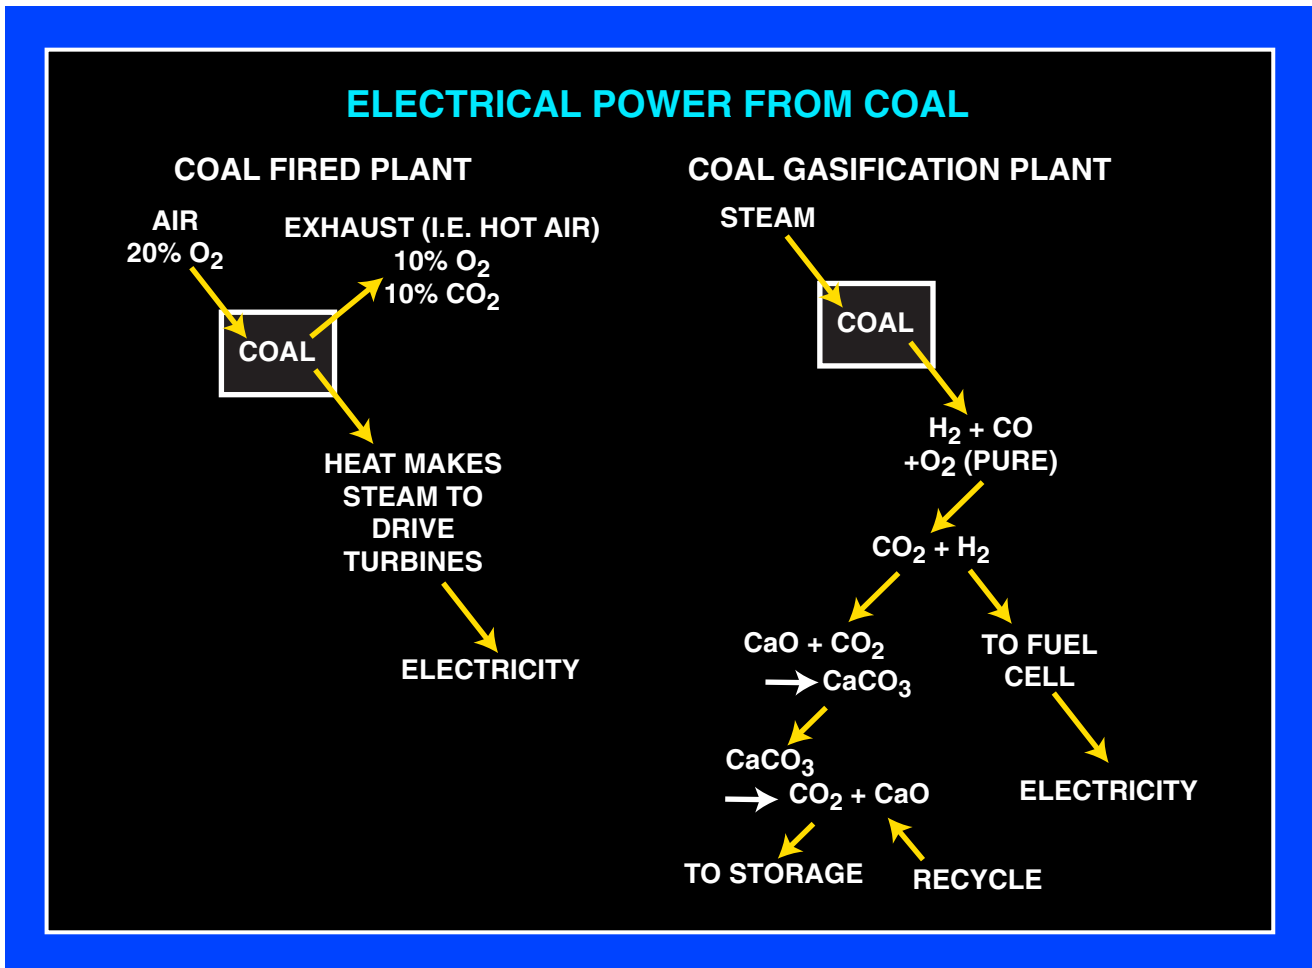 ELECTRICAL POWER FROM COAL
COAL FIRED PLANT
AIR
20% O₂
EXHAUST (I.E. HOT AIR)
10% O₂
10% CO₂
COAL
HEAT MAKES
STEAM TO
DRIVE
TURBINES
ELECTRICITY
COAL GASIFICATION PLANT
STEAM
COAL
H₂ + CO
+O₂ (PURE)
CO₂ + H₂
CaO + CO₂
→ CaCO₃
CaCO₃
→ CO₂ + CaO
TO STORAGE
RECYCLE
TO FUEL
CELL
ELECTRICITY